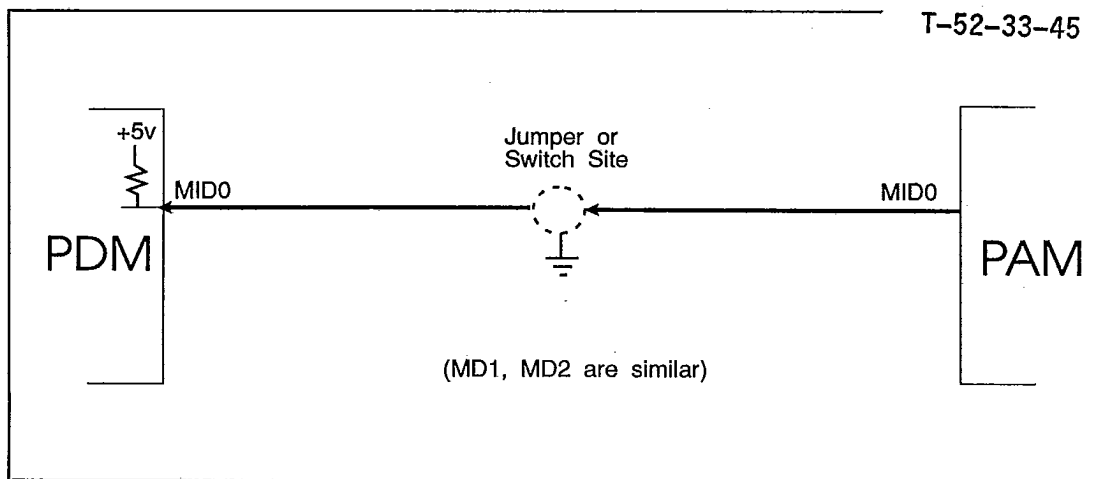 T-52-33-45
+5v
Jumper or
Switch Site
MID0
MID0
PDM
PAM
(MD1, MD2 are similar)